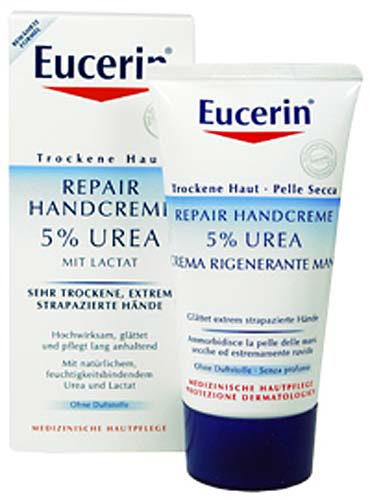 BEWÄHRTE
FORMEL
Eucerin®
Trockene Haut
REPAIR
HANDCREME
5% UREA
MIT LACTAT
SEHR TROCKENE, EXTREM
STRAPAZIERTE HÄNDE
Hochwirksam, glättet
und pflegt lang anhaltend
Mit natürlichem,
feuchtigkeitsbindendem
Urea und Lactat
Ohne Duftstoffe
MEDIZINISCHE HAUTPFLEGE
Eucerin®
Trockene Haut - Pelle Secca
REPAIR HANDCREME
5% UREA
CREMA RIGENERANTE MANI
Glättet extrem strapazierte Hände
Ammorbidisce la pelle delle mani
secche ed estremamente ruvide
Ohne Duftstoffe - Senza profumo
MEDIZINISCHE HAUTPFLEGE
PROTEZIONE DERMATOLOGICA